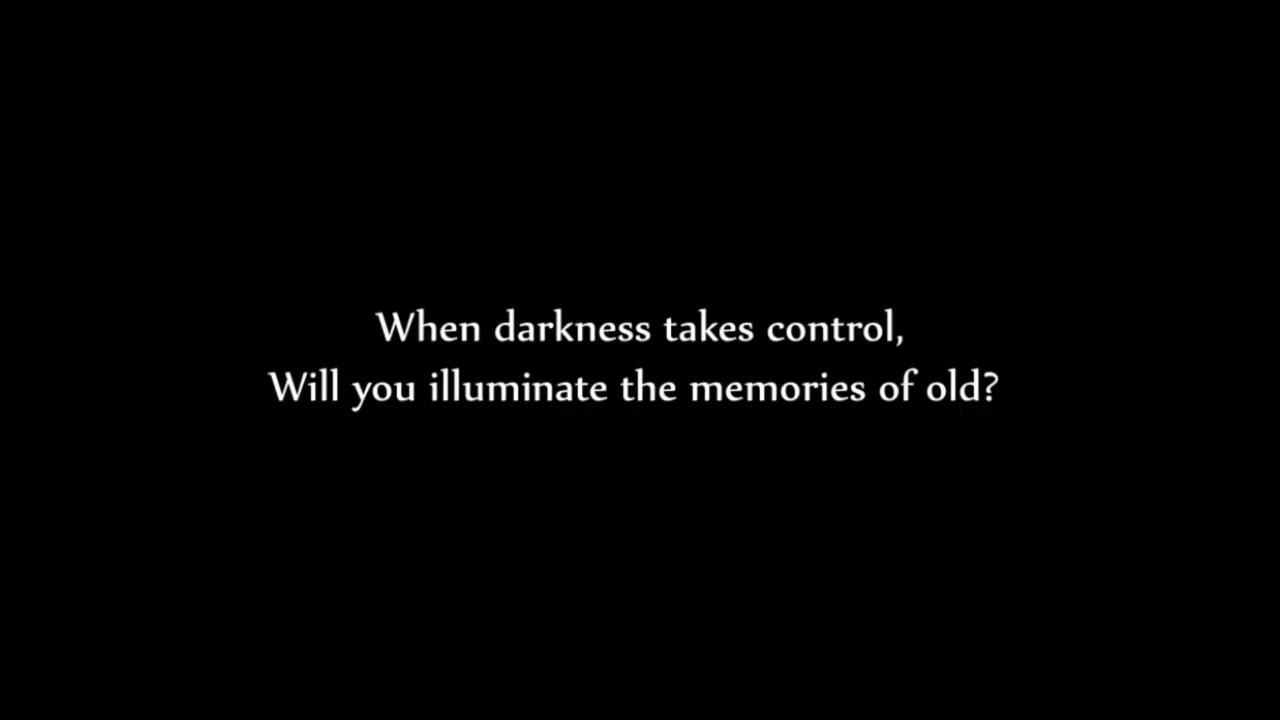 When darkness takes control,
Will you illuminate the memories of old?